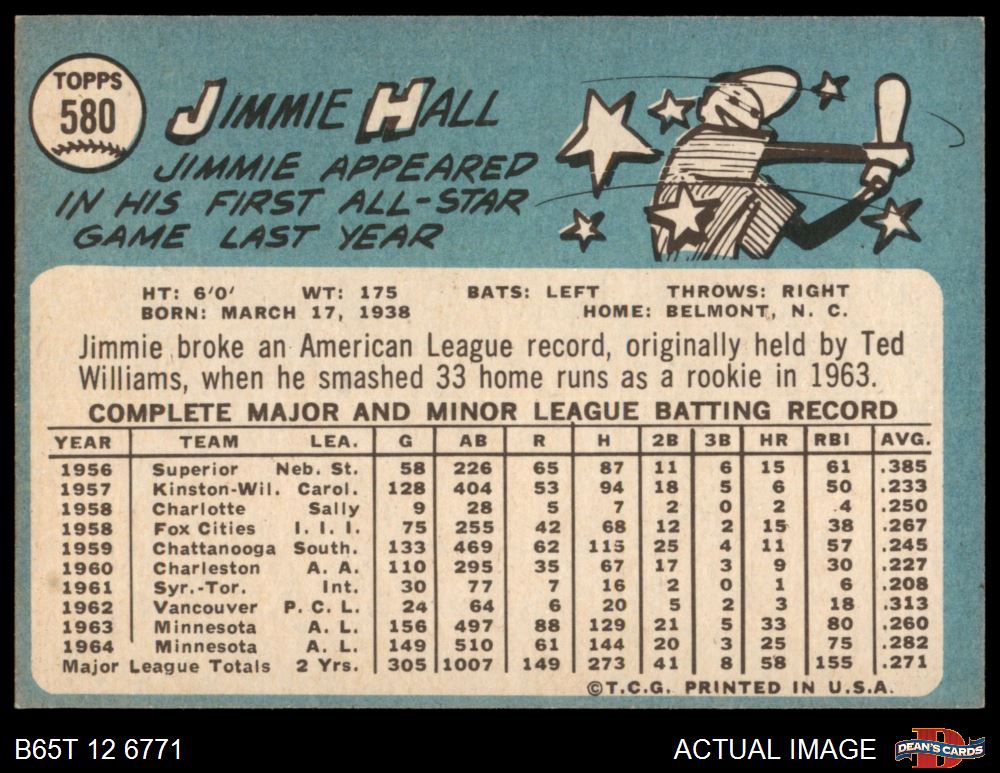 TOPPS
580
JIMMIE HALL
JIMMIE APPEARED
IN HIS FIRST ALL-STAR
GAME LAST YEAR
HT: 6'0' WT: 175 BATS: LEFT THROWS: RIGHT
BORN: MARCH 17, 1938 HOME: BELMONT, N. C.
Jimmie broke an American League record, originally held by Ted
Williams, when he smashed 33 home runs as a rookie in 1963.
COMPLETE MAJOR AND MINOR LEAGUE BATTING RECORD
YEAR TEAM LEA. G AB R H 2B 3B HR RBI AVG.
1956 Superior Neb. St. 58 226 65 87 11 6 15 61 .385
1957 Kinston-Wil. Carol. 128 404 53 94 18 5 6 50 .233
1958 Charlotte Sally 9 28 5 7 2 0 2 4 .250
1958 Fox Cities I. I. I. 75 255 42 68 12 2 15 38 .267
1959 Chattanooga South. 133 469 62 115 25 4 11 57 .245
1960 Charleston A. A. 110 295 35 67 17 3 9 30 .227
1961 Syr.-Tor. Int. 30 77 7 16 2 0 1 6 .208
1962 Vancouver P. C. L. 24 64 6 20 5 2 3 18 .313
1963 Minnesota A. L. 156 497 88 129 21 5 33 80 .260
1964 Minnesota A. L. 149 510 61 144 20 3 25 75 .282
Major League Totals 2 Yrs. 305 1007 149 273 41 8 58 155 .271
©T.C.G. PRINTED IN U.S.A.
B65T 12 6771 ACTUAL IMAGE
D
DEAN'S CARDS